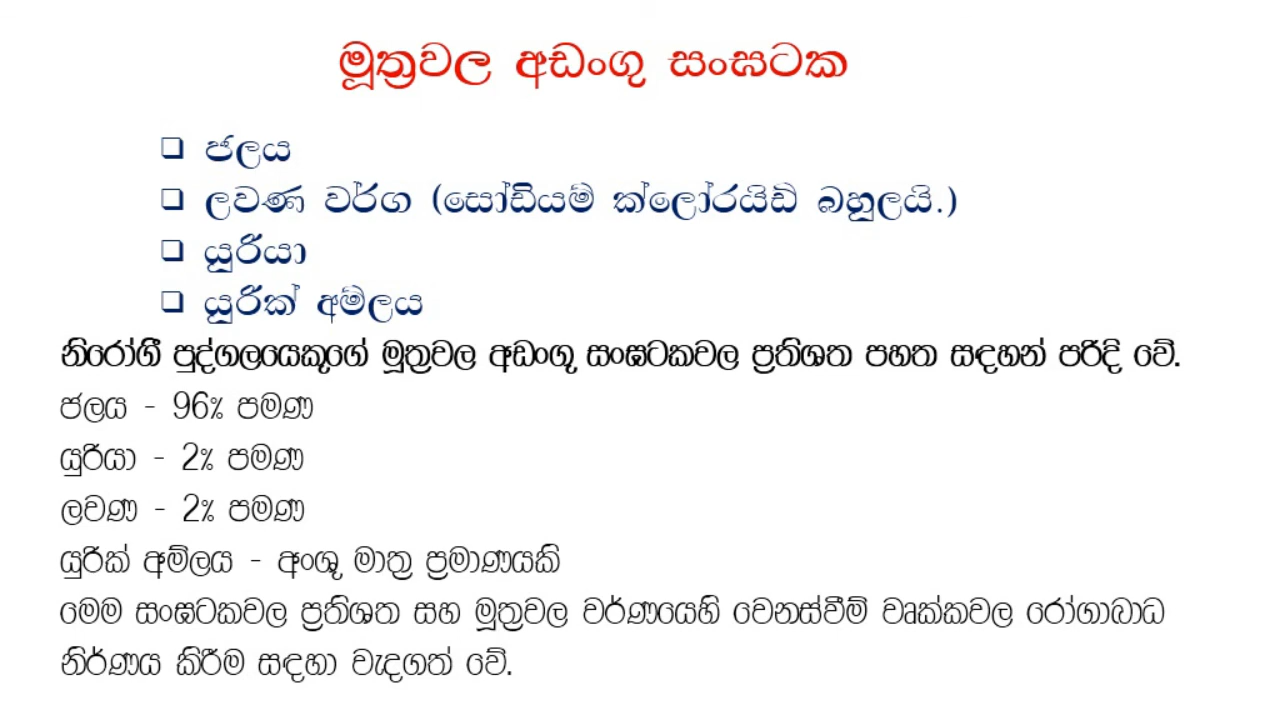 මූත්‍රවල අඩංගු සංඝටක
❑ ජලය
❑ ලවණ වර්ග (සෝඩියම් ක්ලෝරයිඩ් බහුලයි.)
❑ යූරියා
❑ යූරික් අම්ලය
නිරෝගී පුද්ගලයෙකුගේ මූත්‍රවල අඩංගු සංඝටකවල ප්‍රතිශත පහත සඳහන් පරිදි වේ.
ජලය - 96% පමණ
යුරියා - 2% පමණ
ලවණ - 2% පමණ
යුරික් අම්ලය - අංශු මාත්‍ර ප්‍රමාණයකි
මෙම සංඝටකවල ප්‍රතිශත සහ මූත්‍රවල වර්ණයෙහි වෙනස්වීම් වෘක්කවල රෝගාබාධ
නිර්ණය කිරීම සඳහා වැදගත් වේ.